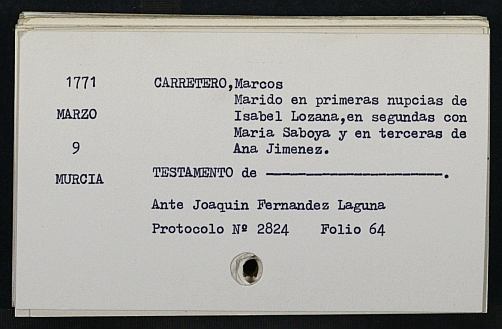 1771 CARRETERO,Marcos
Marido en primeras nupcias de
MARZO Isabel Lozana,en segundas con
Maria Saboya y en terceras de
9 Ana Jimenez.
MURCIA TESTAMENTO de ----------------------.
Ante Joaquin Fernandez Laguna
Protocolo Nº 2824 Folio 64